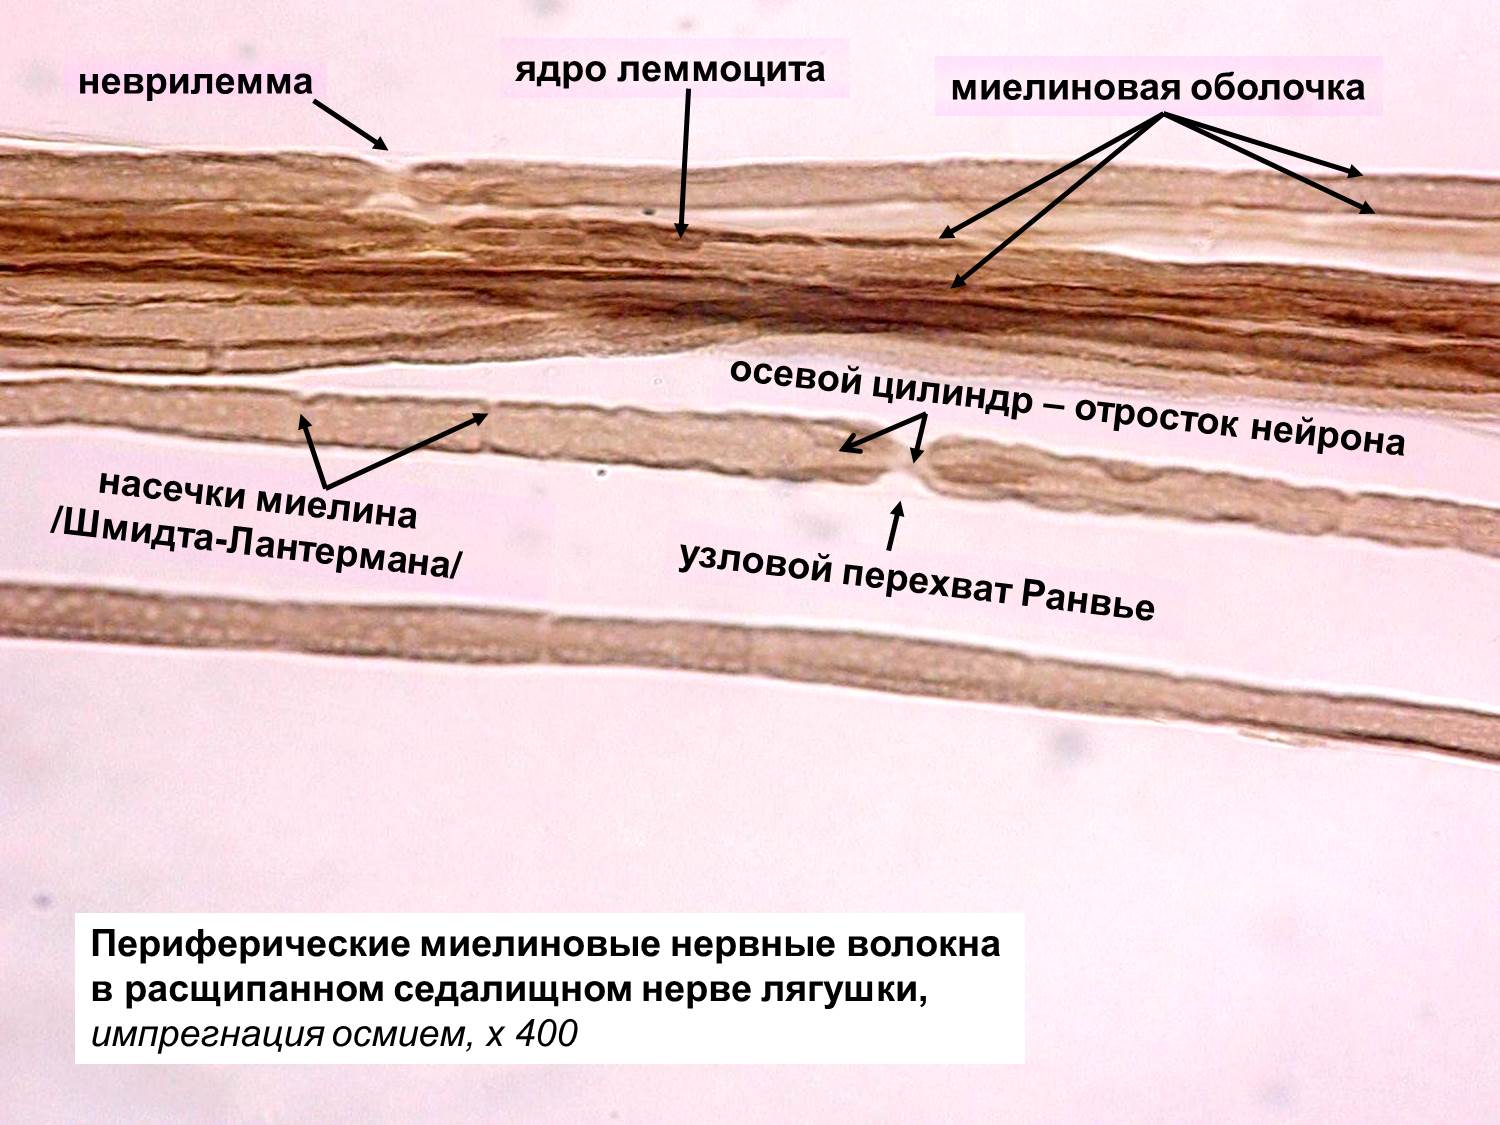 неврилемма
ядро леммоцита
миелиновая оболочка
осевой цилиндр – отросток нейрона
насечки миелина
/Шмидта-Лантермана/
узловой перехват Ранвье
Периферические миелиновые нервные волокна
в расщипанном седалищном нерве лягушки,
импрегнация осмием, х 400